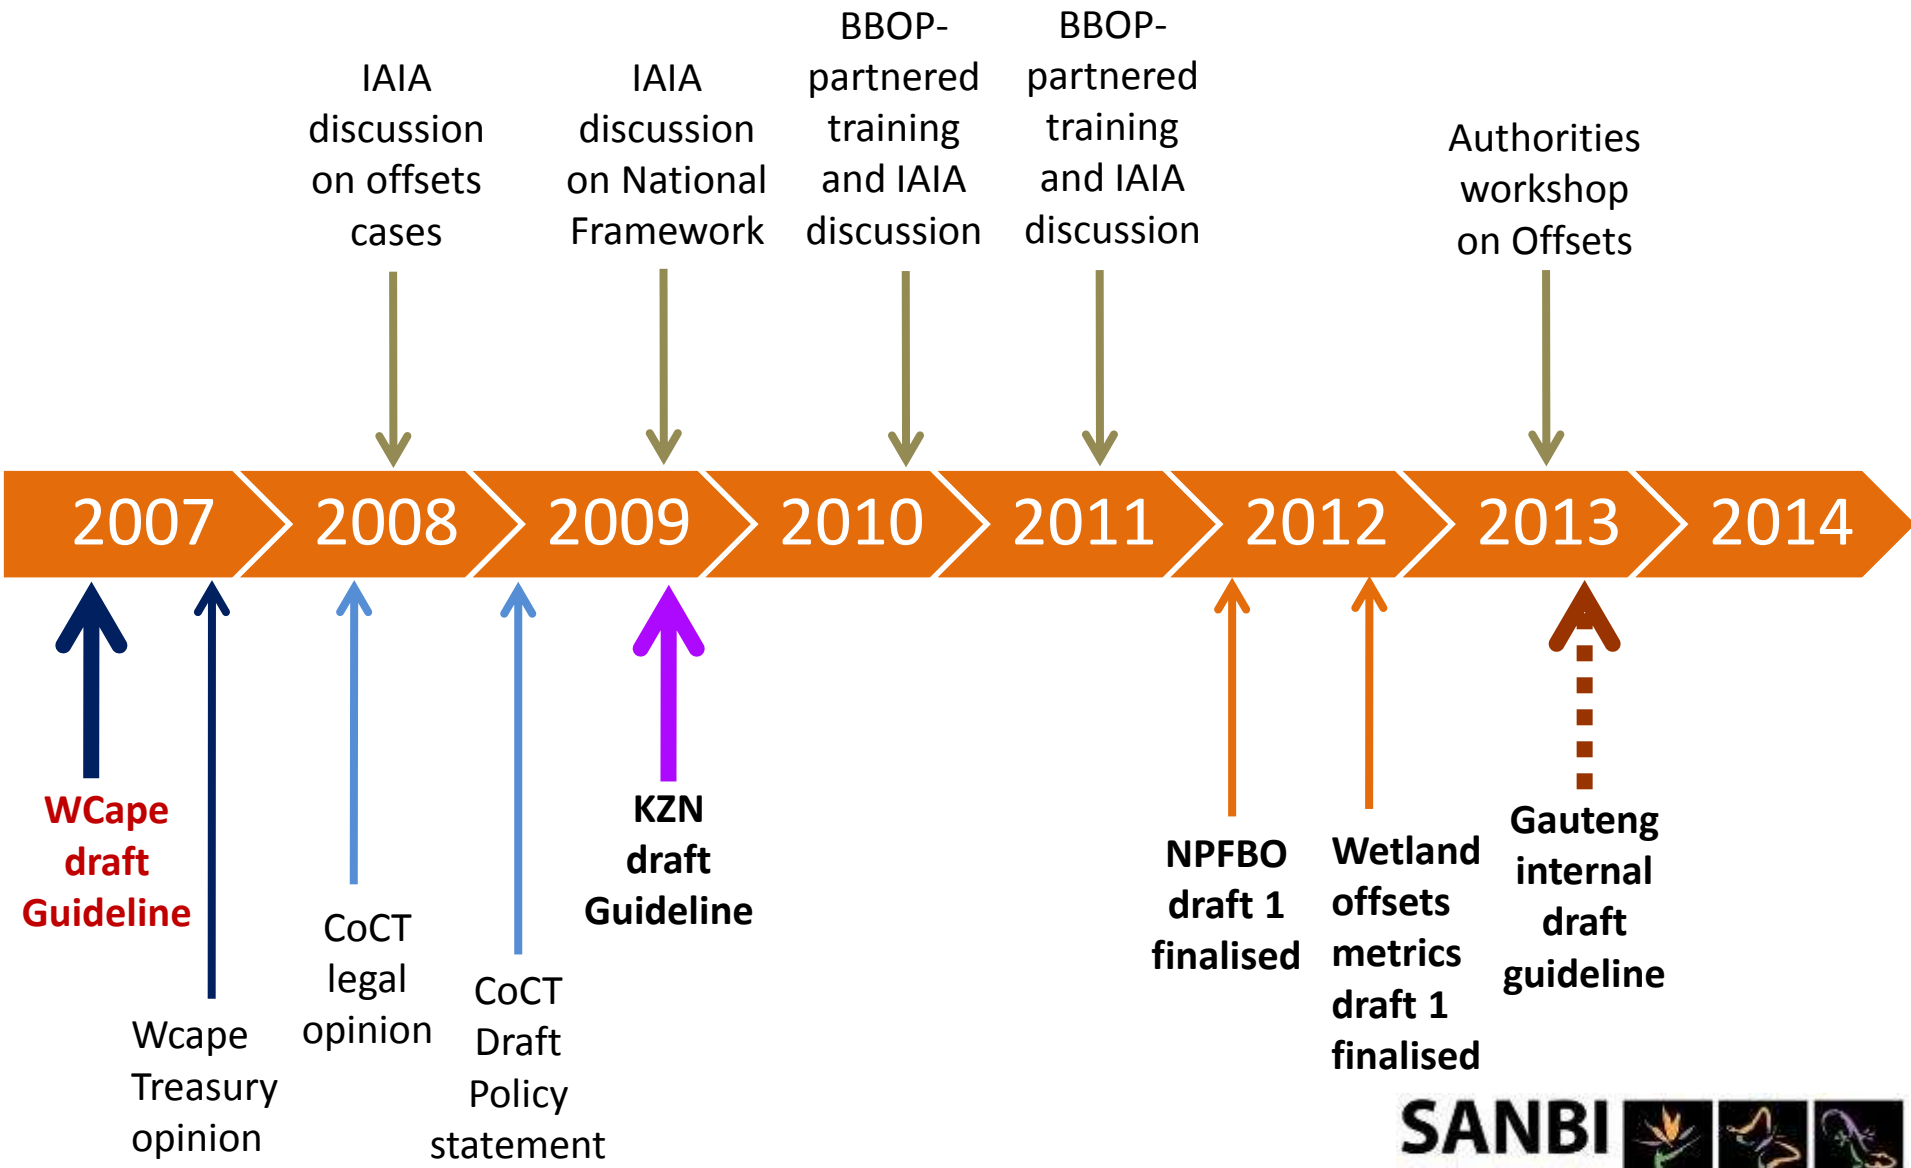 IAIA
discussion
on offsets
cases
IAIA
discussion
on National
Framework
BBOP-
partnered
training
and IAIA
discussion
BBOP-
partnered
training
and IAIA
discussion
Authorities
workshop
on Offsets
2007
2008
2009
2010
2011
2012
2013
2014
WCape
draft
Guideline
Wcape
Treasury
opinion
CoCT
legal
opinion
CoCT
Draft
Policy
statement
KZN
draft
Guideline
NPFBO
draft 1
finalised
Wetland
offsets
metrics
draft 1
finalised
Gauteng
internal
draft
guideline
SANBI